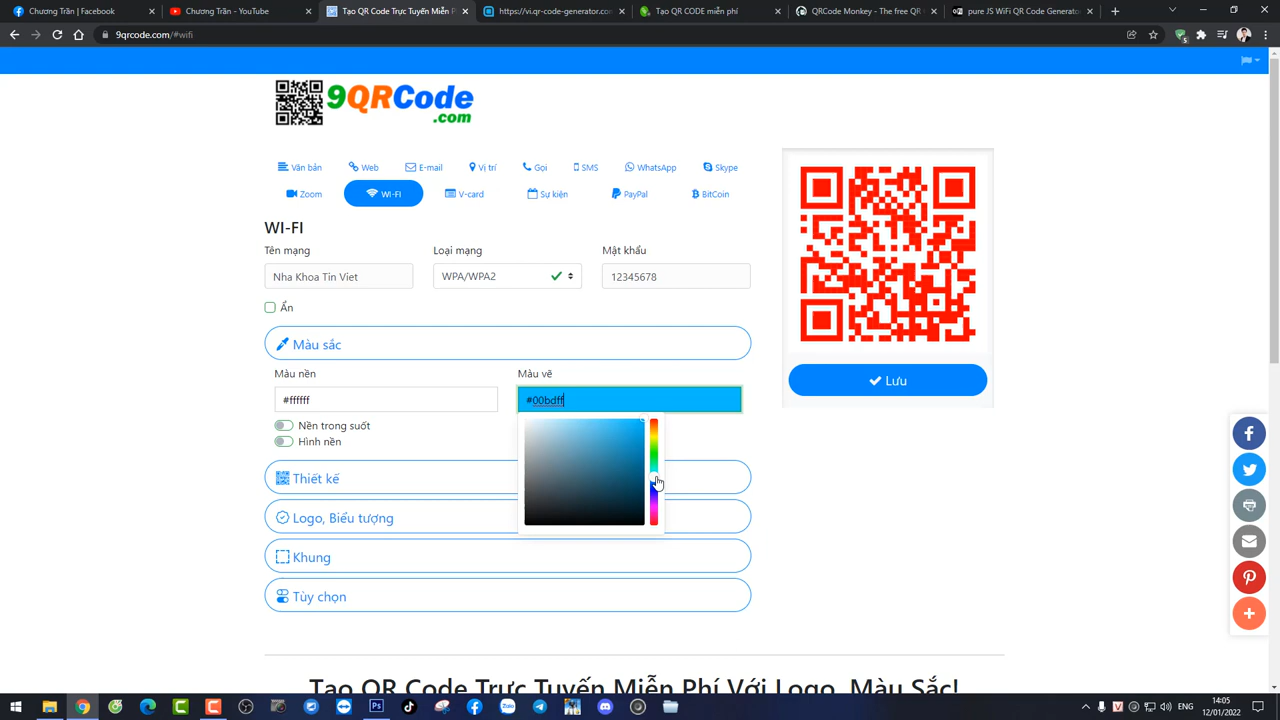 Chương Trần | Facebook
Chương Trần - YouTube
Tạo QR Code Trực Tuyến Miễn P
https://vi.qr-code-generator.com
Tạo QR CODE miễn phí
QRCode Monkey - The free QR
pure JS WiFi QR Code Generator
9qrcode.com/#wifi
9QRCode
.com
Văn bản
Web
E-mail
Vị trí
Gọi
SMS
WhatsApp
Skype
Zoom
WI-FI
V-card
Sự kiện
PayPal
BitCoin
WI-FI
Tên mạng
Loại mạng
Mật khẩu
Nha Khoa Tin Viet
WPA/WPA2
12345678
Ẩn
Màu sắc
Màu nền
Màu vẽ
#ffffff
#00bdff
Nền trong suốt
Hình nền
Thiết kế
Logo, Biểu tượng
Khung
Tùy chọn
Lưu
Tạo QR Code Trực Tuyến Miễn Phí Với Logo, Màu Sắc!
14:05
12/01/2022